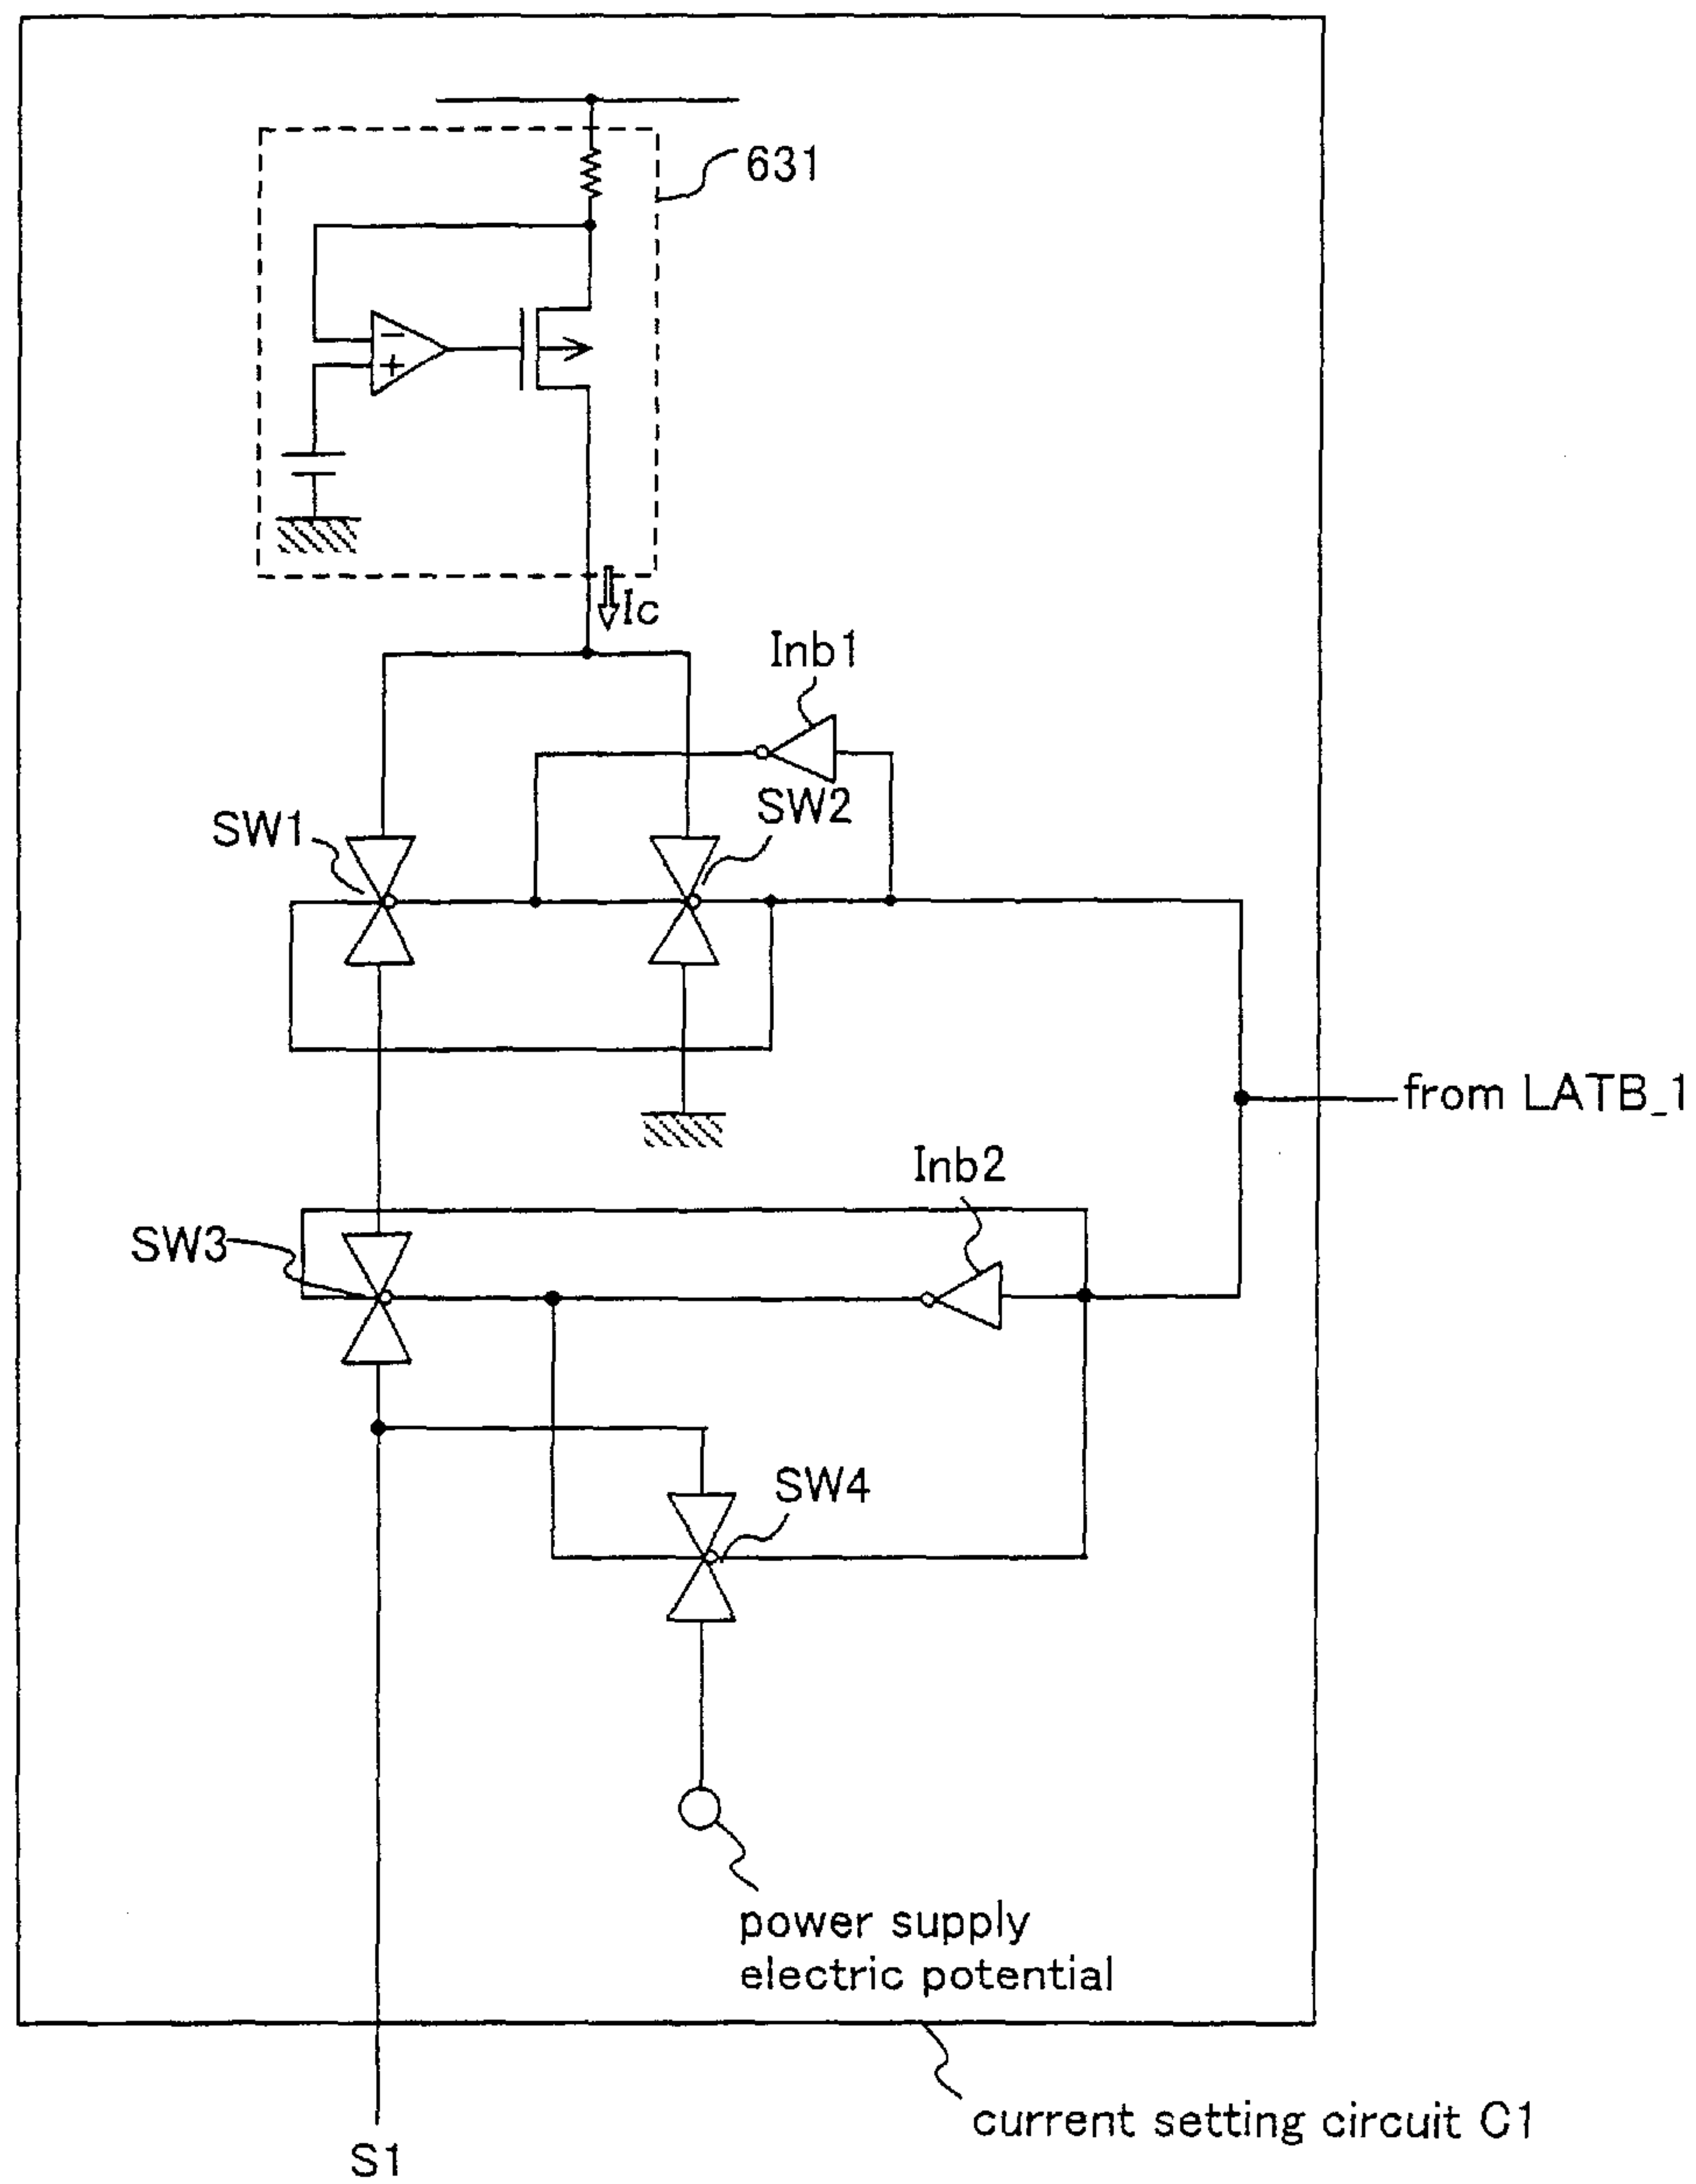 631
−
+
Ic
Inb1
SW1
SW2
from LATB_1
Inb2
SW3
SW4
power supply
electric potential
current setting circuit C1
S1